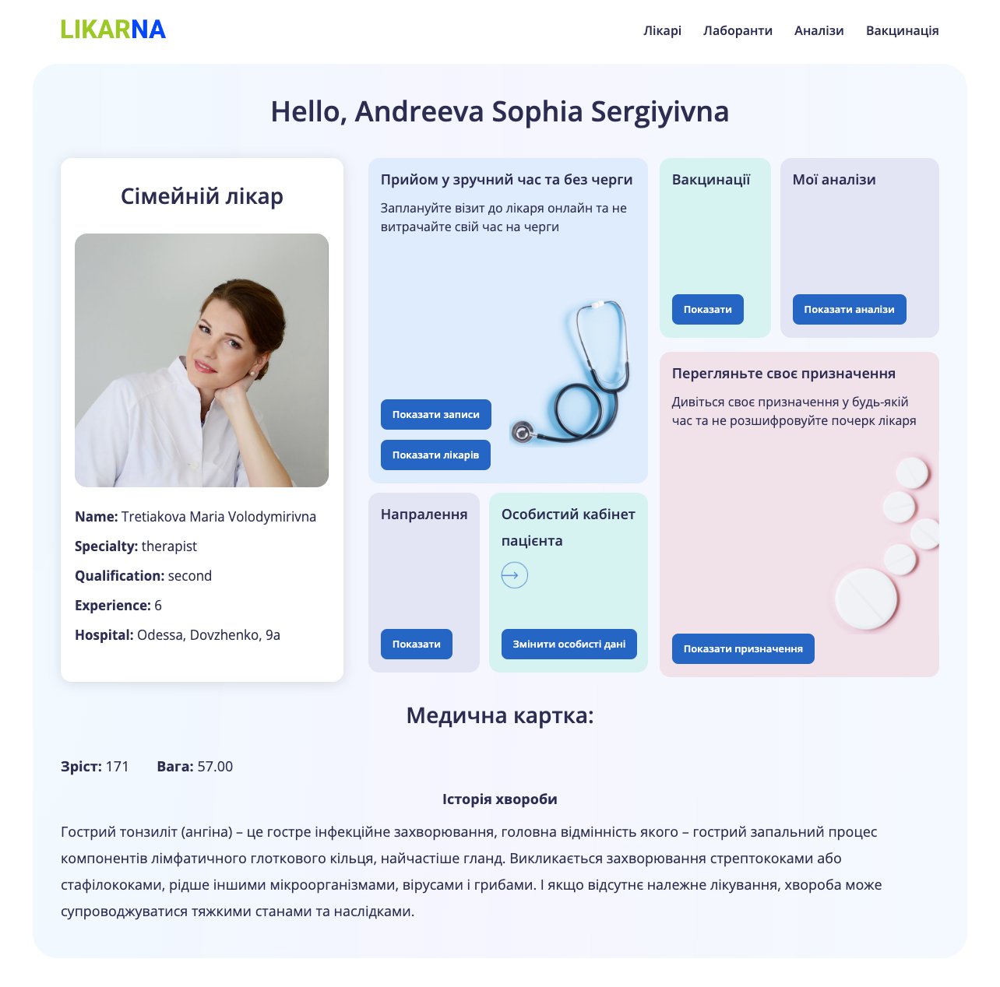 LIKARNA
Лікарі
Лаборанти
Аналізи
Вакцинація
Hello, Andreeva Sophia Sergiyivna
Сімейній лікар
Name: Tretiakova Maria Volodymirivna
Specialty: therapist
Qualification: second
Experience: 6
Hospital: Odessa, Dovzhenko, 9a
Прийом у зручний час та без черги
Заплануйте візит до лікаря онлайн та не
витрачайте свій час на черги
Показати записи
Показати лікарів
Вакцинації
Показати
Мої аналізи
Показати аналізи
Напралення
Показати
Особистий кабінет
пацієнта
Змінити особисті дані
Перегляньте своє призначення
Дивіться своє призначення у будь-якій
час та не розшифровуйте почерк лікаря
Показати призначення
Медична картка:
Зріст: 171
Вага: 57.00
Історія хвороби
Гострий тонзиліт (ангіна) – це гостре інфекційне захворювання, головна відмінність якого – гострий запальний процес
компонентів лімфатичного глоткового кільця, найчастіше гланд. Викликається захворювання стрептококами або
стафілококами, рідше іншими мікроорганізмами, вірусами і грибами. І якщо відсутнє належне лікування, хвороба може
супроводжуватися тяжкими станами та наслідками.